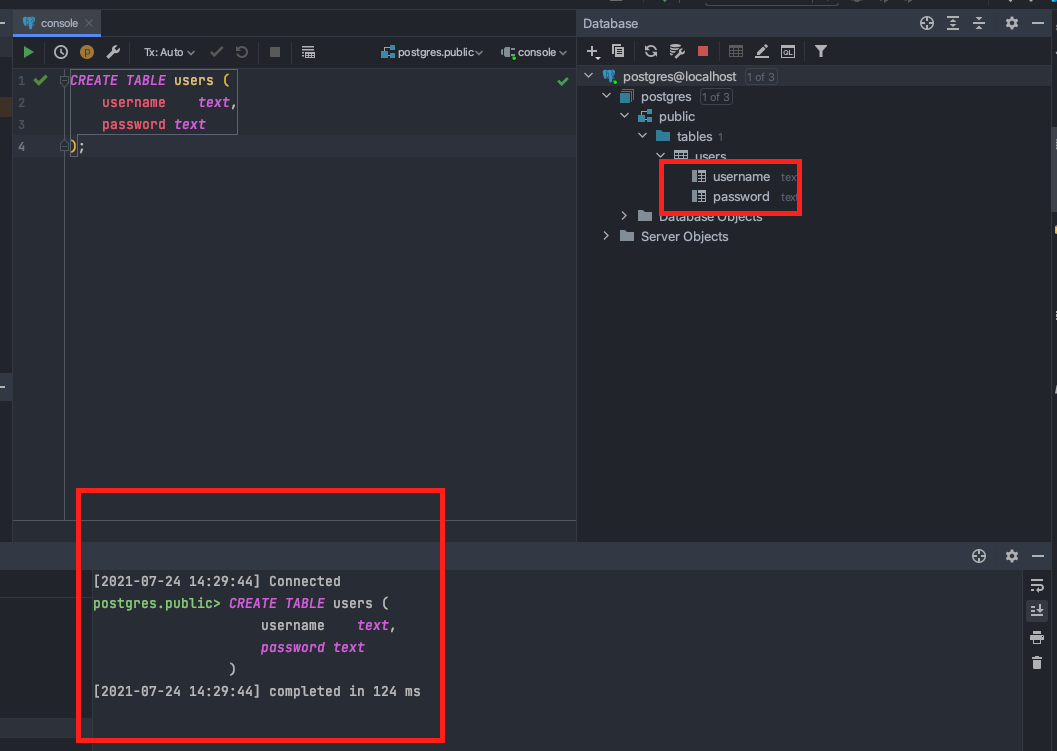 console
Database
Tx: Auto
postgres.public
console
1 CREATE TABLE users (
2 username text,
3 password text
4 );
postgres@localhost 1 of 3
postgres 1 of 3
public
tables 1
users
username text
password text
Database Objects
Server Objects
[2021-07-24 14:29:44] Connected
postgres.public> CREATE TABLE users (
username text,
password text
)
[2021-07-24 14:29:44] completed in 124 ms